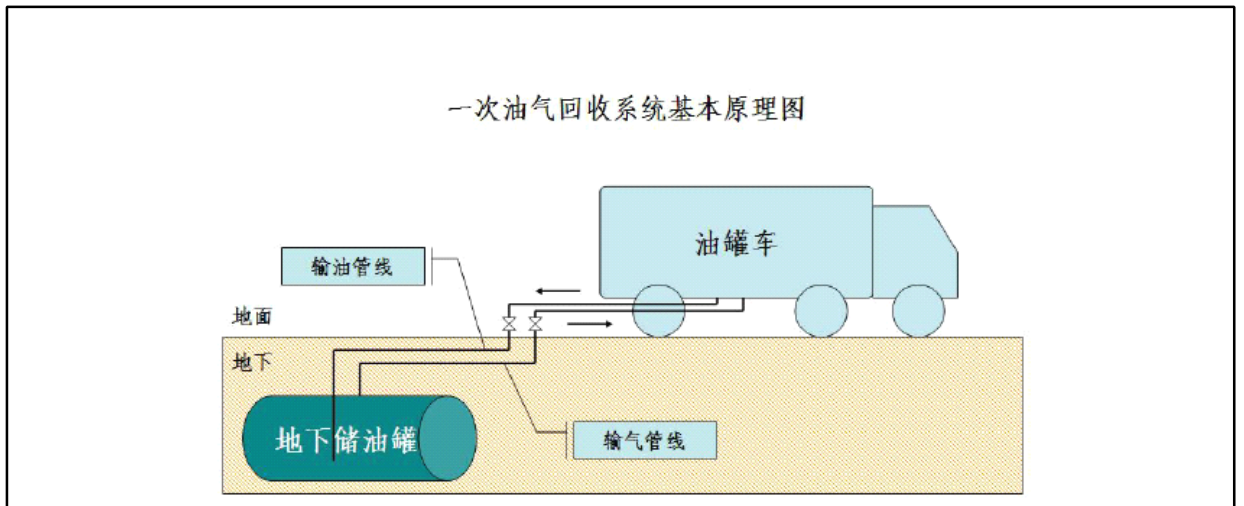 一次油气回收系统基本原理图
油罐车
输油管线
地面
地下
地下储油罐
输气管线